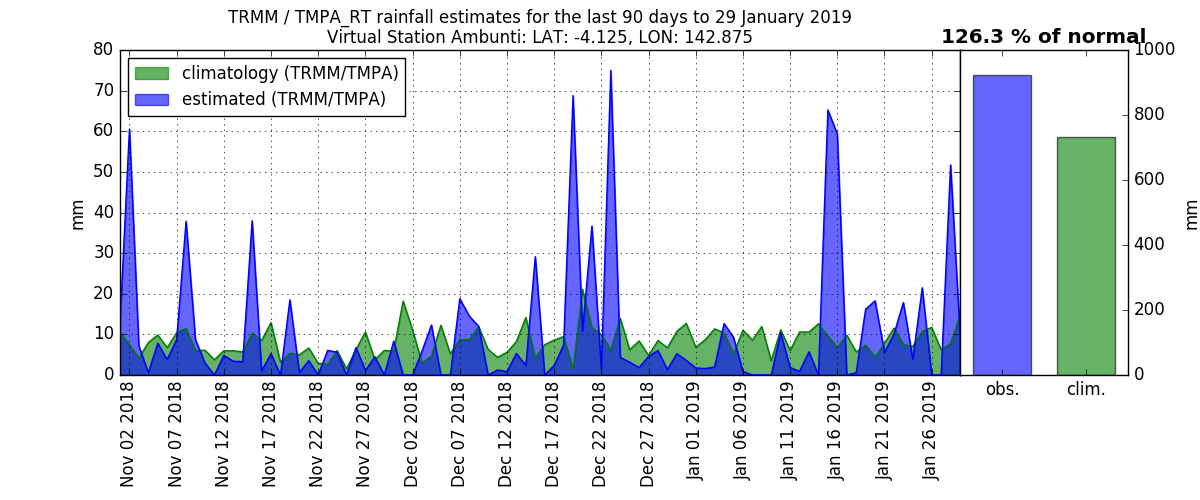 TRMM / TMPA_RT rainfall estimates for the last 90 days to 29 January 2019
Virtual Station Ambunti: LAT: -4.125, LON: 142.875
126.3 % of normal
climatology (TRMM/TMPA)
estimated (TRMM/TMPA)
mm
80
70
60
50
40
30
20
10
0
Nov 02 2018
Nov 07 2018
Nov 12 2018
Nov 17 2018
Nov 22 2018
Nov 27 2018
Dec 02 2018
Dec 07 2018
Dec 12 2018
Dec 17 2018
Dec 22 2018
Dec 27 2018
Jan 01 2019
Jan 06 2019
Jan 11 2019
Jan 16 2019
Jan 21 2019
Jan 26 2019
obs.
clim.
1000
800
600
400
200
0
mm